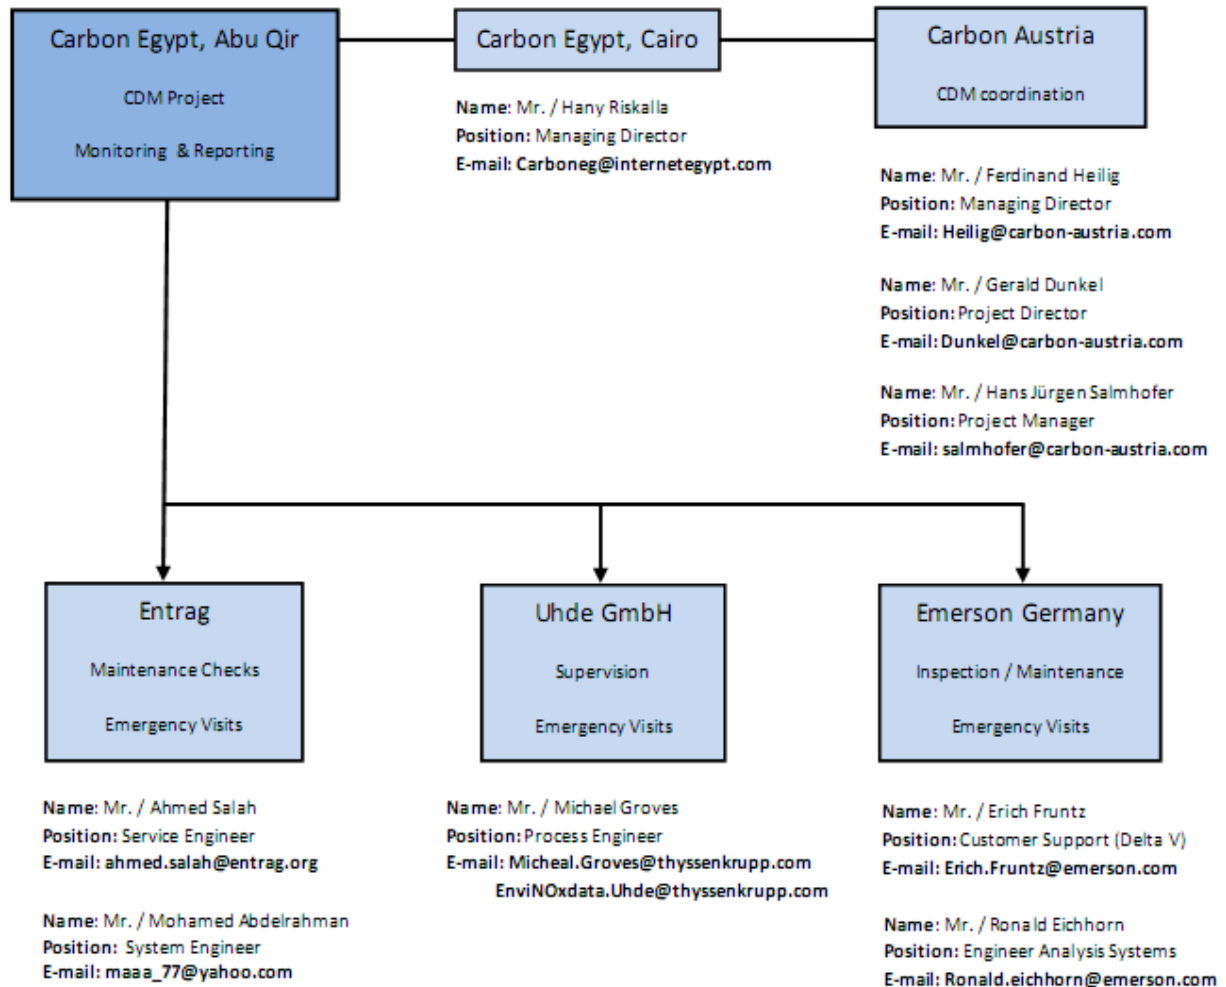 Carbon Egypt, Abu Qir
CDM Project
Monitoring & Reporting
Carbon Egypt, Cairo
Name: Mr. / Hany Riskalla
Position: Managing Director
E-mail: Carboneg@internetegypt.com
Carbon Austria
CDM coordination
Name: Mr. / Ferdinand Heilig
Position: Managing Director
E-mail: Heilig@carbon-austria.com
Name: Mr. / Gerald Dunkel
Position: Project Director
E-mail: Dunkel@carbon-austria.com
Name: Mr. / Hans Jürgen Salmhofer
Position: Project Manager
E-mail: salmhofer@carbon-austria.com
Entrag
Maintenance Checks
Emergency Visits
Name: Mr. / Ahmed Salah
Position: Service Engineer
E-mail: ahmed.salah@entrag.org
Name: Mr. / Mohamed Abdelrahman
Position: System Engineer
E-mail: maaa_77@yahoo.com
Uhde GmbH
Supervision
Emergency Visits
Name: Mr. / Michael Groves
Position: Process Engineer
E-mail: Micheal.Groves@thyssenkrupp.com
EnviNOxdata.Uhde@thyssenkrupp.com
Emerson Germany
Inspection / Maintenance
Emergency Visits
Name: Mr. / Erich Fruntz
Position: Customer Support (Delta V)
E-mail: Erich.Fruntz@emerson.com
Name: Mr. / Ronald Eichhorn
Position: Engineer Analysis Systems
E-mail: Ronald.eichhorn@emerson.com